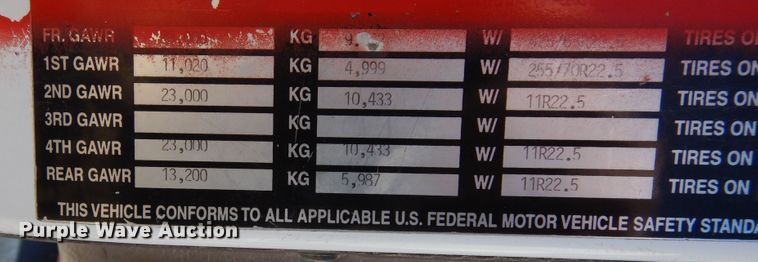 FR. GAWR KG W/ TIRES
1ST GAWR 11,020 KG 4,999 W/ 255/70R22.5 TIRES ON
2ND GAWR 23,000 KG 10,433 W/ 11R22.5 TIRES ON
3RD GAWR KG W/ TIRES ON
4TH GAWR 23,000 KG 10,433 W/ 11R22.5 TIRES ON
REAR GAWR 13,200 KG 5,987 W/ 11R22.5 TIRES ON
THIS VEHICLE CONFORMS TO ALL APPLICABLE U.S. FEDERAL MOTOR VEHICLE SAFETY STANDA
Purple Wave Auction